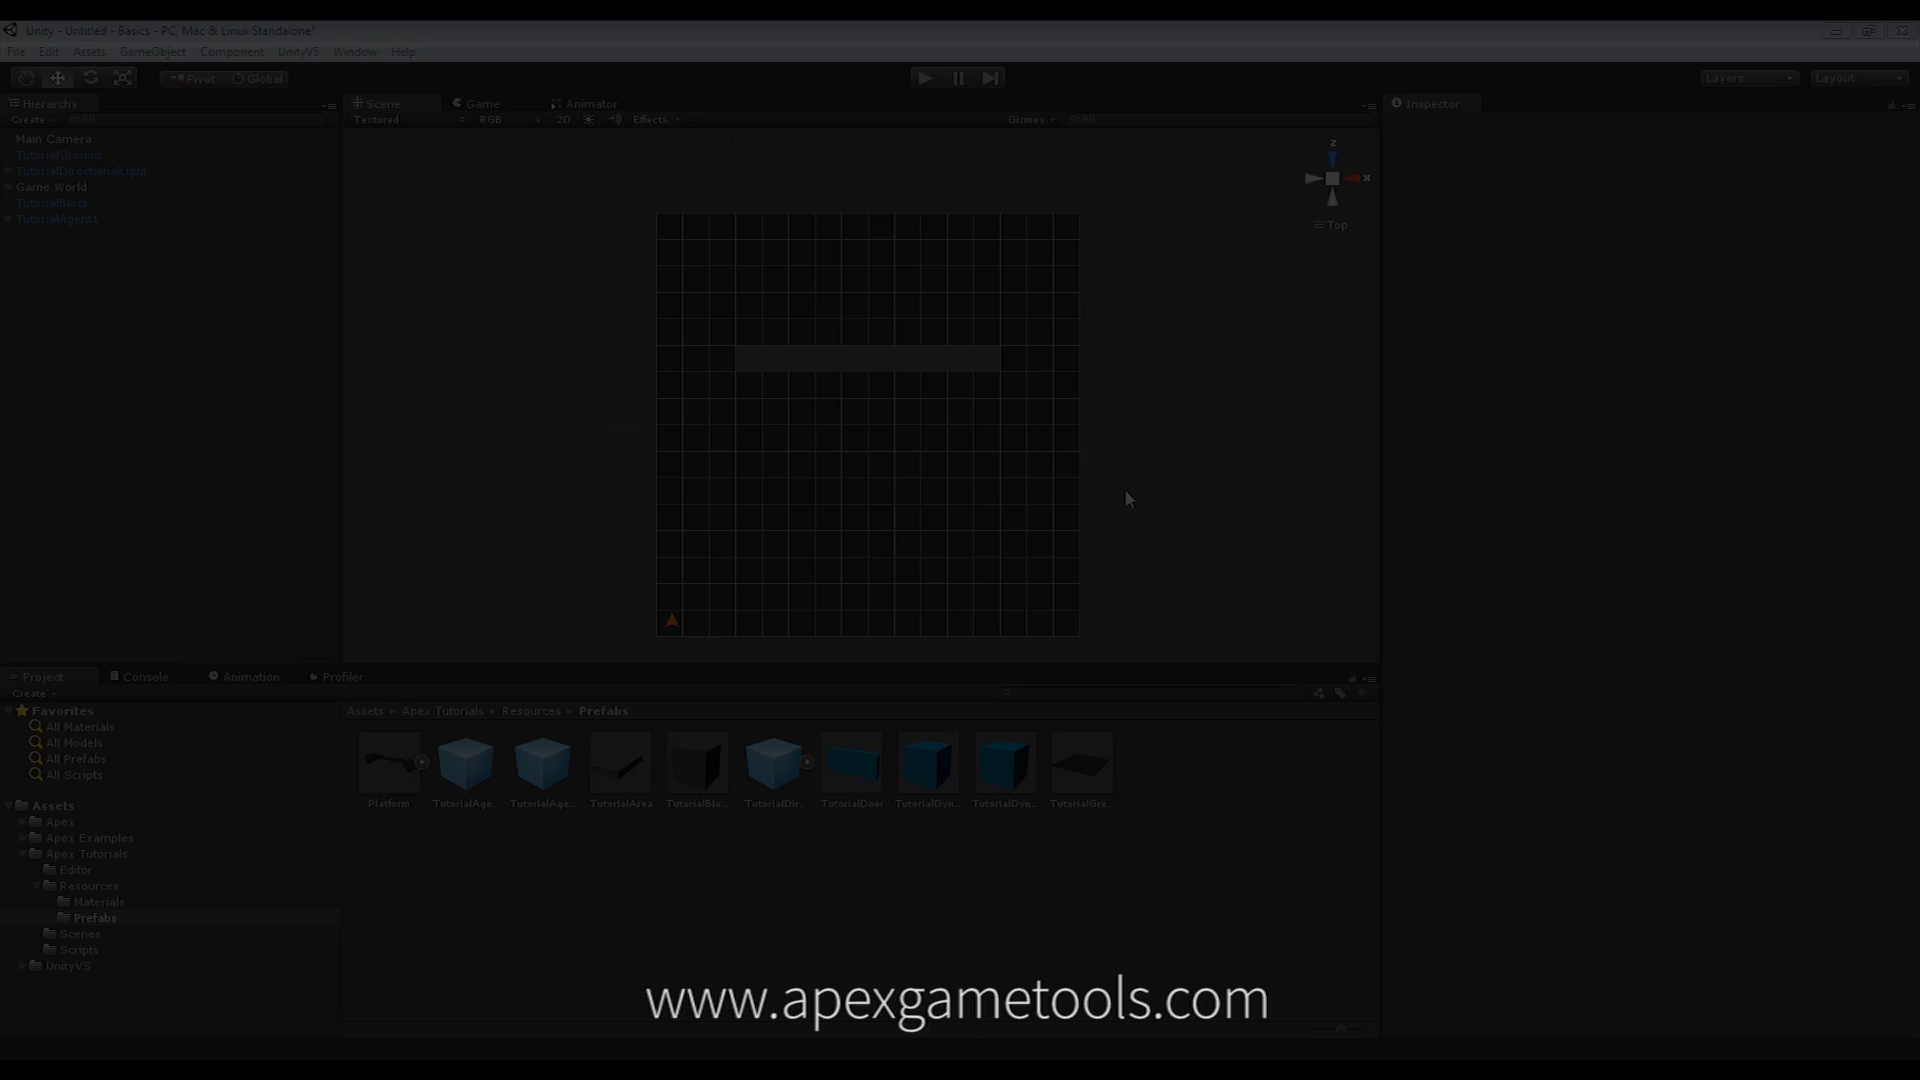 Unity - Untitled - Basics - PC, Mac & Linux Standalone*
File Edit Assets GameObject Component UnityVS Window Help
Pivot Global
Layers Layout
Hierarchy
Scene Game Animator
Inspector
Create All
Textured RGB 2D Effects
Gizmos All
Main Camera
TutorialGround
TutorialDirectionalLight
Game World
TutorialBlock
TutorialAgent1
z
x
Top
Project Console Animation Profiler
Create
Favorites
All Materials
All Models
All Prefabs
All Scripts
Assets
Apex
Apex Examples
Apex Tutorials
Editor
Resources
Materials
Prefabs
Scenes
Scripts
UnityVS
Assets Apex Tutorials Resources Prefabs
Platform TutorialAge.. TutorialAge.. TutorialArea TutorialBlo.. TutorialDir.. TutorialDoor TutorialDyn.. TutorialDyn.. TutorialGro..
www.apexgametools.com